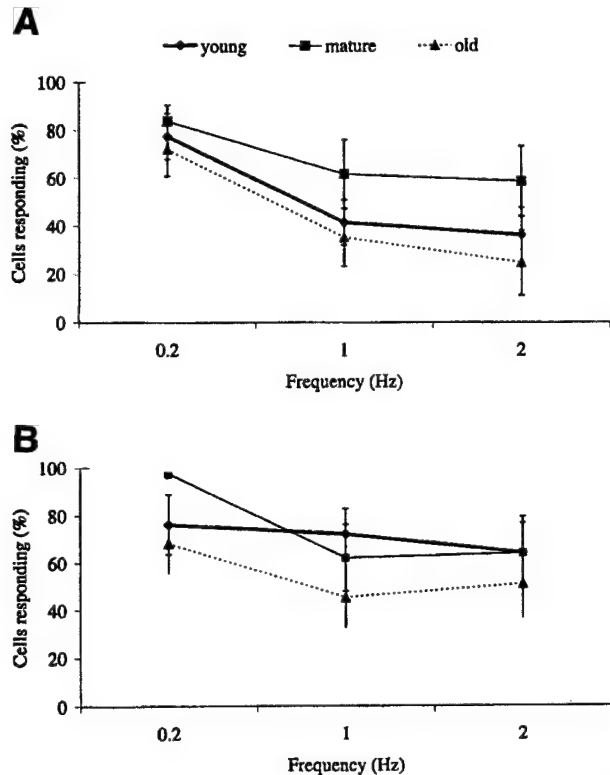 A
young mature old
100
80
60
40
20
0
Cells responding (%)
0.2 1 2
Frequency (Hz)
B
100
80
60
40
20
0
Cells responding (%)
0.2 1 2
Frequency (Hz)